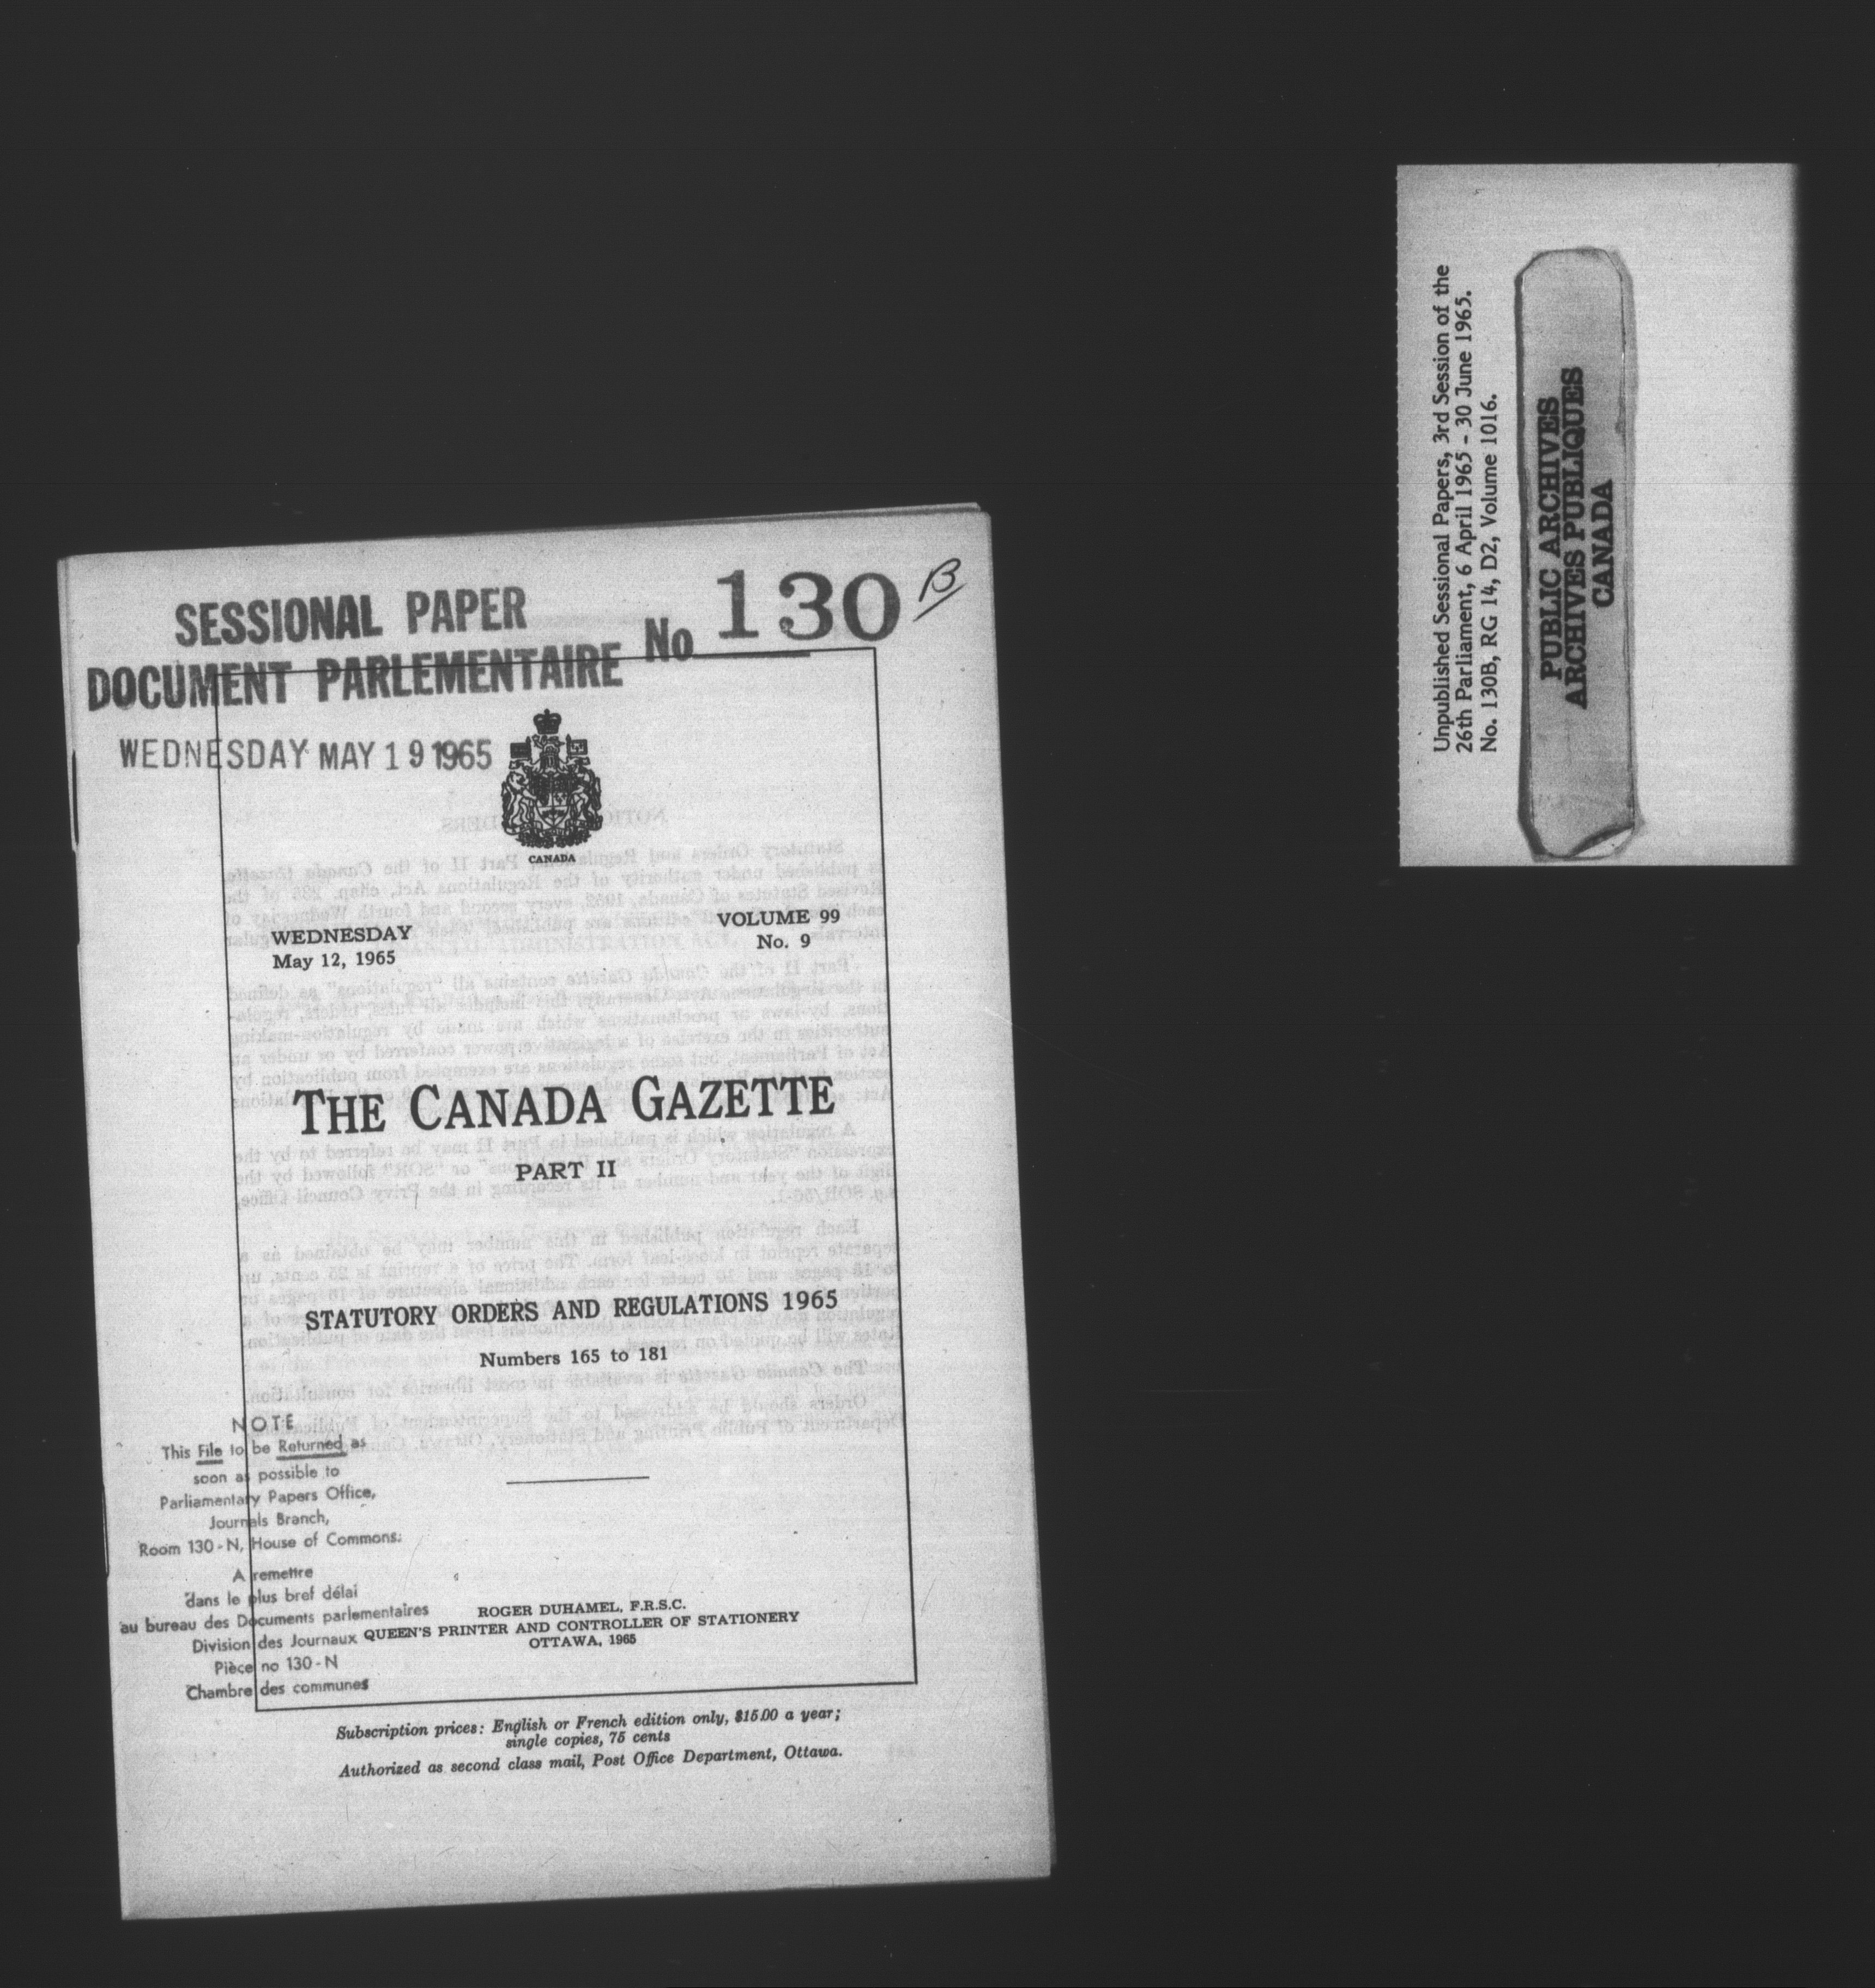 SESSIONAL PAPER
DOCUMENT PARLEMENTAIRE No 130 B
WEDNESDAY MAY 19 1965
CANADA
WEDNESDAY
May 12, 1965
VOLUME 99
No. 9
THE CANADA GAZETTE
PART II
STATUTORY ORDERS AND REGULATIONS 1965
Numbers 165 to 181
NOTE
This File to be Returned as
soon as possible to
Parliamentary Papers Office,
Journals Branch,
Room 130-N, House of Commons.
A remettre
dans le plus bref délai
au bureau des Documents parlementaires
Division des Journaux
Pièce no 130-N
Chambre des communes
ROGER DUHAMEL, F.R.S.C.
QUEEN'S PRINTER AND CONTROLLER OF STATIONERY
OTTAWA, 1965
Subscription prices: English or French edition only, $15.00 a year;
single copies, 75 cents
Authorized as second class mail, Post Office Department, Ottawa.
Unpublished Sessional Papers, 3rd Session of the
26th Parliament, 6 April 1965 - 30 June 1965.
No. 130B, RG 14, D2, Volume 1016.
PUBLIC ARCHIVES
ARCHIVES PUBLIQUES
CANADA